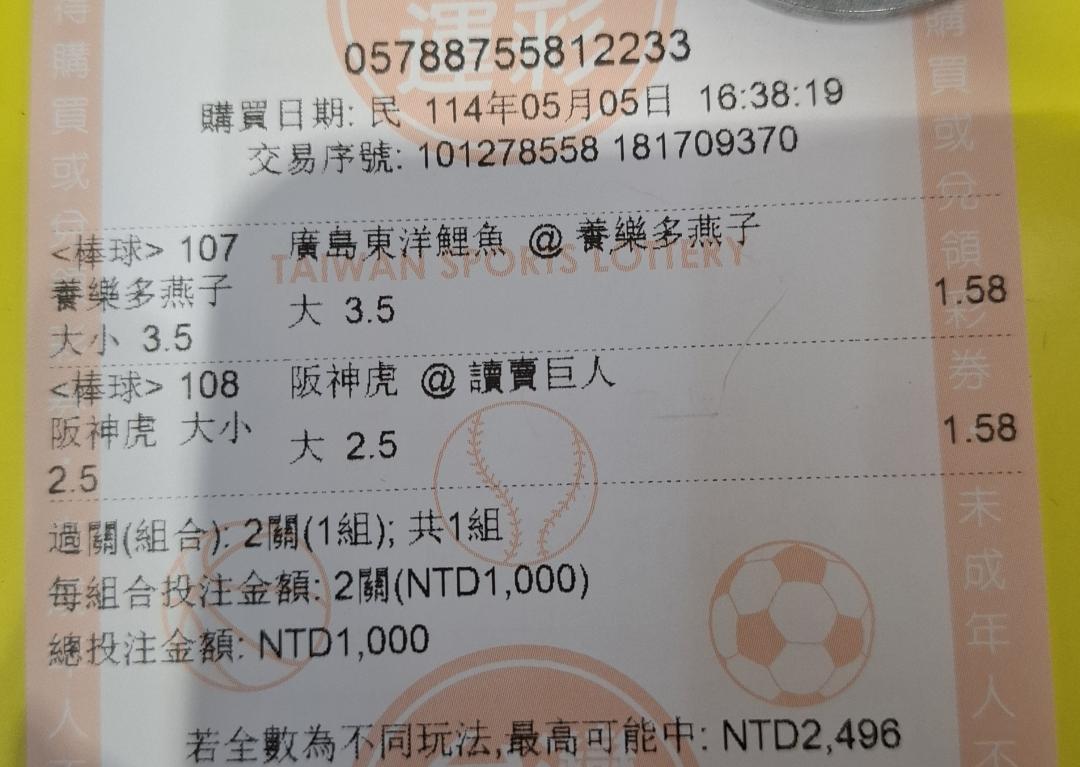 運彩
05788755812233
購買日期: 民 114年05月05日 16:38:19
交易序號: 101278558 181709370
<棒球> 107 廣島東洋鯉魚 @ 養樂多燕子
TAIWAN SPORTS LOTTERY
養樂多燕子 大 3.5 1.58
大小 3.5
<棒球> 108 阪神虎 @ 讀賣巨人
阪神虎 大小 大 2.5 1.58
2.5
過關(組合): 2關(1組); 共1組
每組合投注金額: 2關(NTD1,000)
總投注金額: NTD1,000
若全數為不同玩法,最高可能中: NTD2,496
得購買或兌
人
購買或兌領彩券
未成年人不